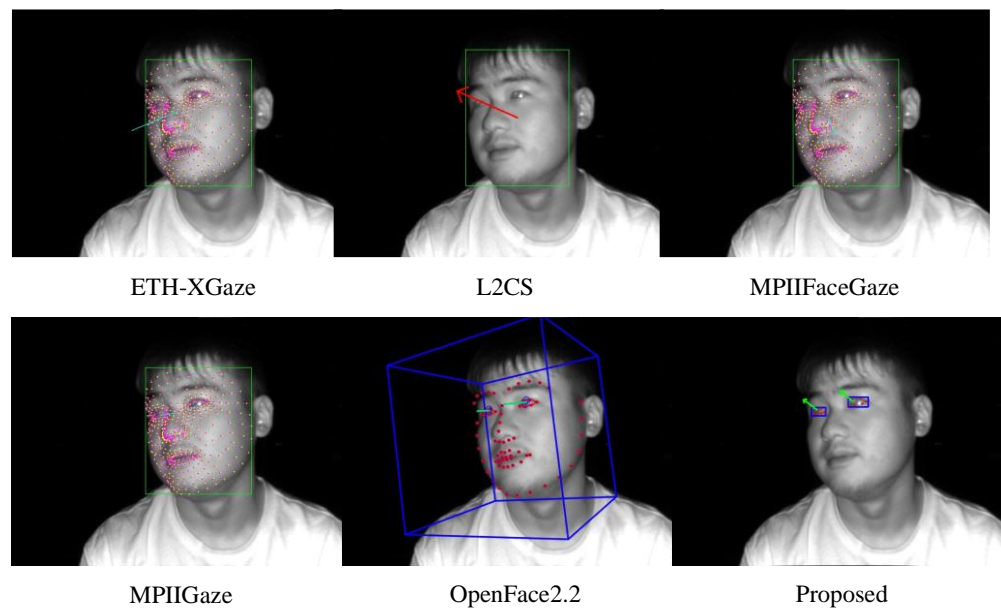 ETH-XGaze
L2CS
MPIIFaceGaze
MPIIGaze
OpenFace2.2
Proposed